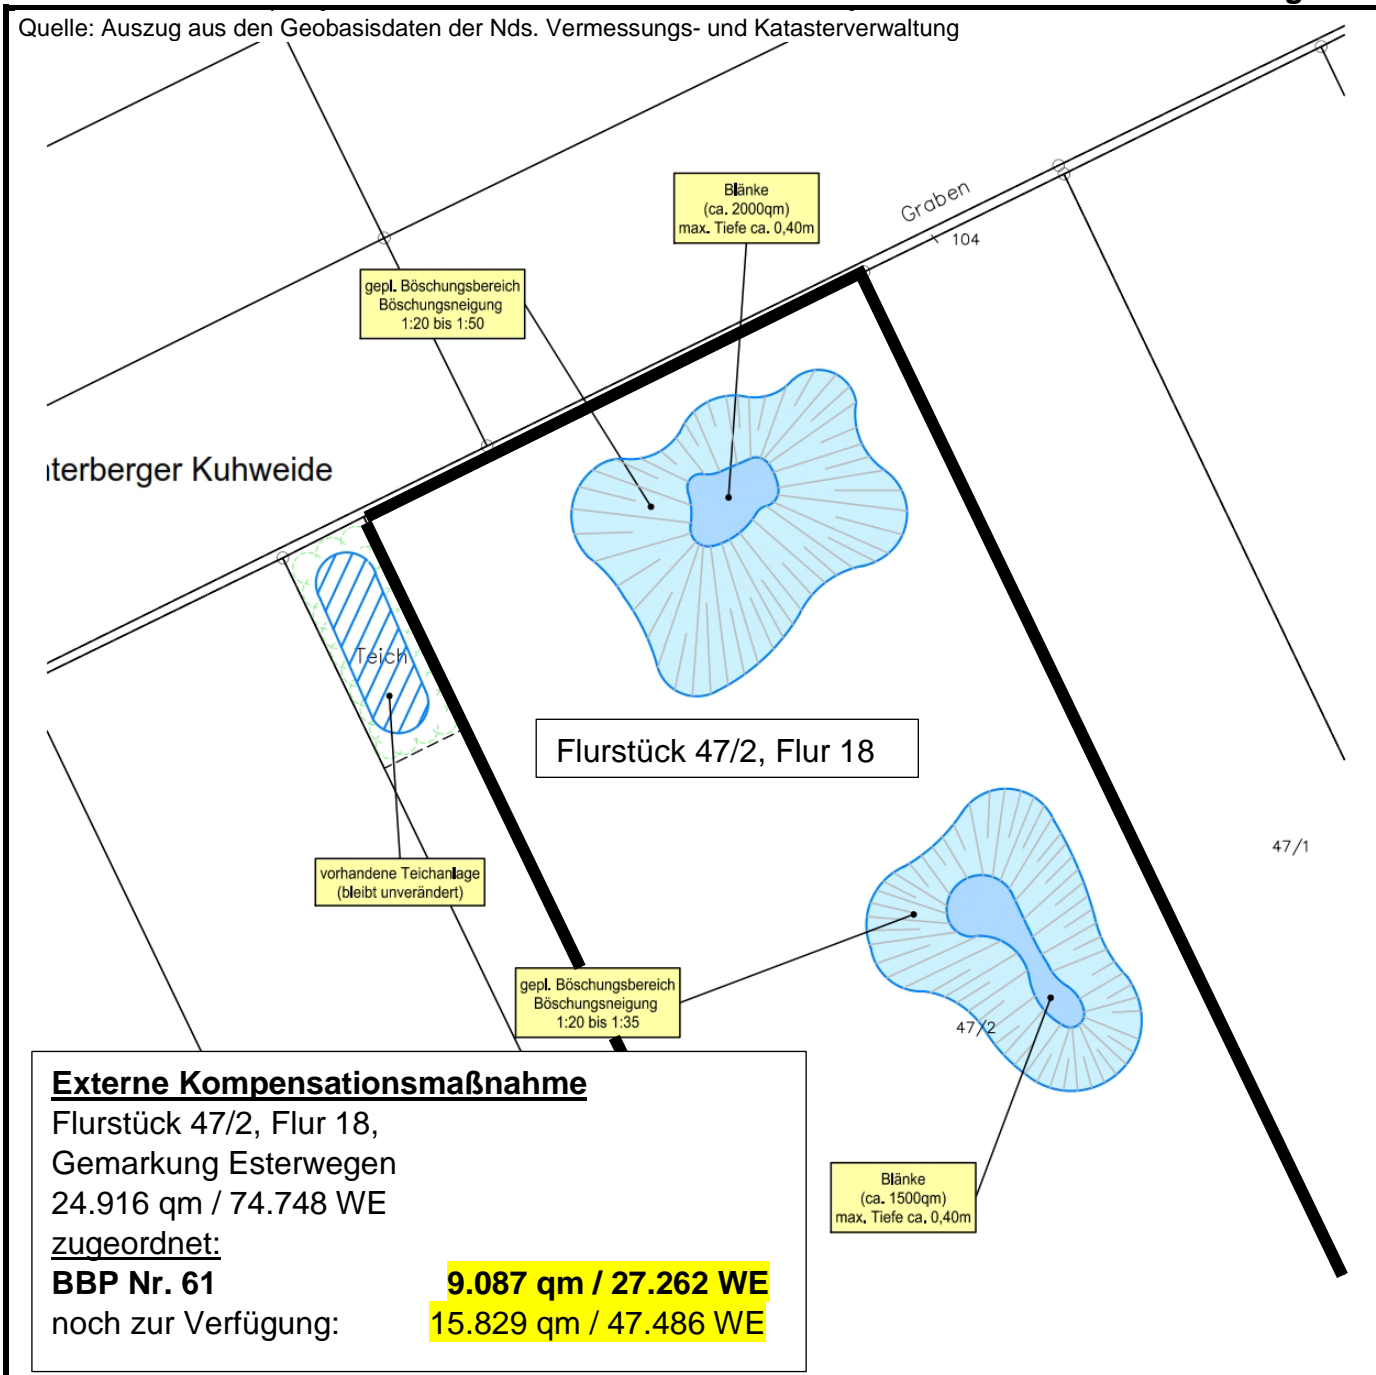 Quelle: Auszug aus den Geobasisdaten der Nds. Vermessungs- und Katasterverwaltung
Blänke
(ca. 2000qm)
max. Tiefe ca. 0,40m
Graben
104
gepl. Böschungsbereich
Böschungsneigung
1:20 bis 1:50
terberger Kuhweide
Teich
Flurstück 47/2, Flur 18
47/1
vorhandene Teichanlage
(bleibt unverändert)
gepl. Böschungsbereich
Böschungsneigung
1:20 bis 1:35
47/2
Blänke
(ca. 1500qm)
max. Tiefe ca. 0,40m
Externe Kompensationsmaßnahme
Flurstück 47/2, Flur 18,
Gemarkung Esterwegen
24.916 qm / 74.748 WE
zugeordnet:
BBP Nr. 61 9.087 qm / 27.262 WE
noch zur Verfügung: 15.829 qm / 47.486 WE